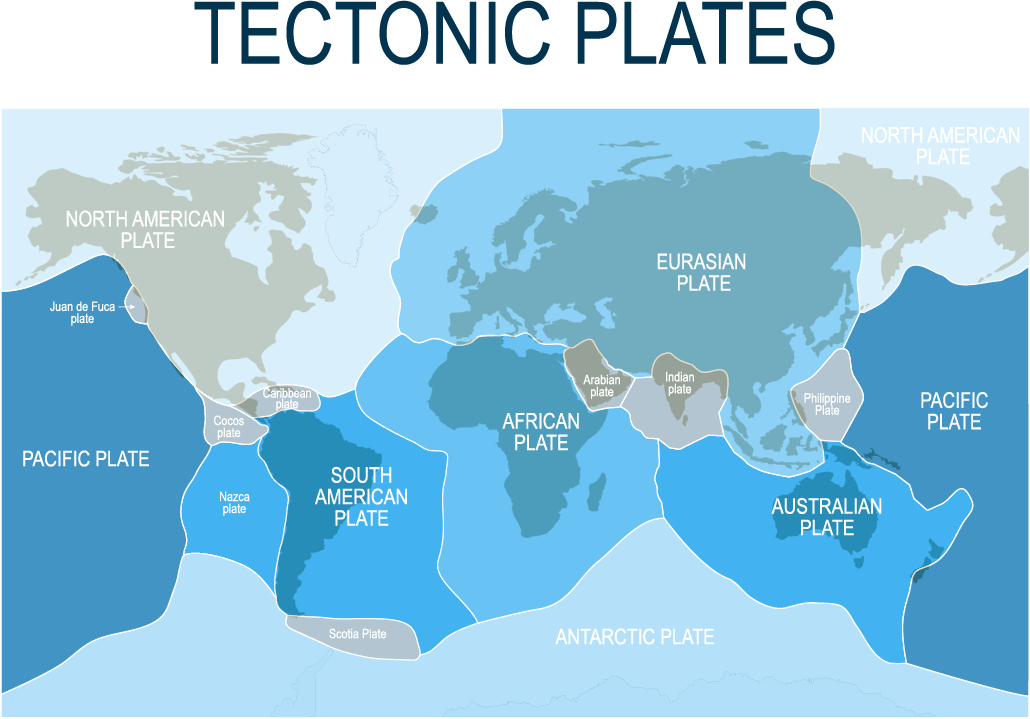 TECTONIC PLATES
NORTH AMERICAN
PLATE
NORTH AMERICAN
PLATE
EURASIAN
PLATE
Juan de Fuca
plate
Arabian
plate
Indian
plate
Caribbean
plate
Philippine
Plate
PACIFIC
PLATE
Cocos
plate
AFRICAN
PLATE
PACIFIC PLATE
SOUTH
AMERICAN
PLATE
Nazca
plate
AUSTRALIAN
PLATE
Scotia Plate
ANTARCTIC PLATE